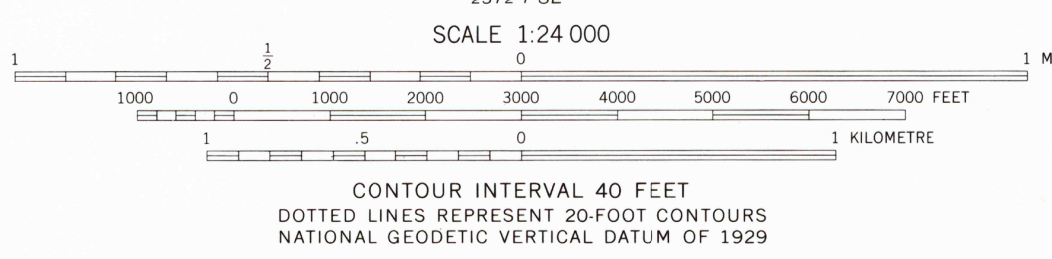 SCALE 1:24 000
1 1/2 0 1 M
1000 0 1000 2000 3000 4000 5000 6000 7000 FEET
1 .5 0 1 KILOMETRE
CONTOUR INTERVAL 40 FEET
DOTTED LINES REPRESENT 20-FOOT CONTOURS
NATIONAL GEODETIC VERTICAL DATUM OF 1929